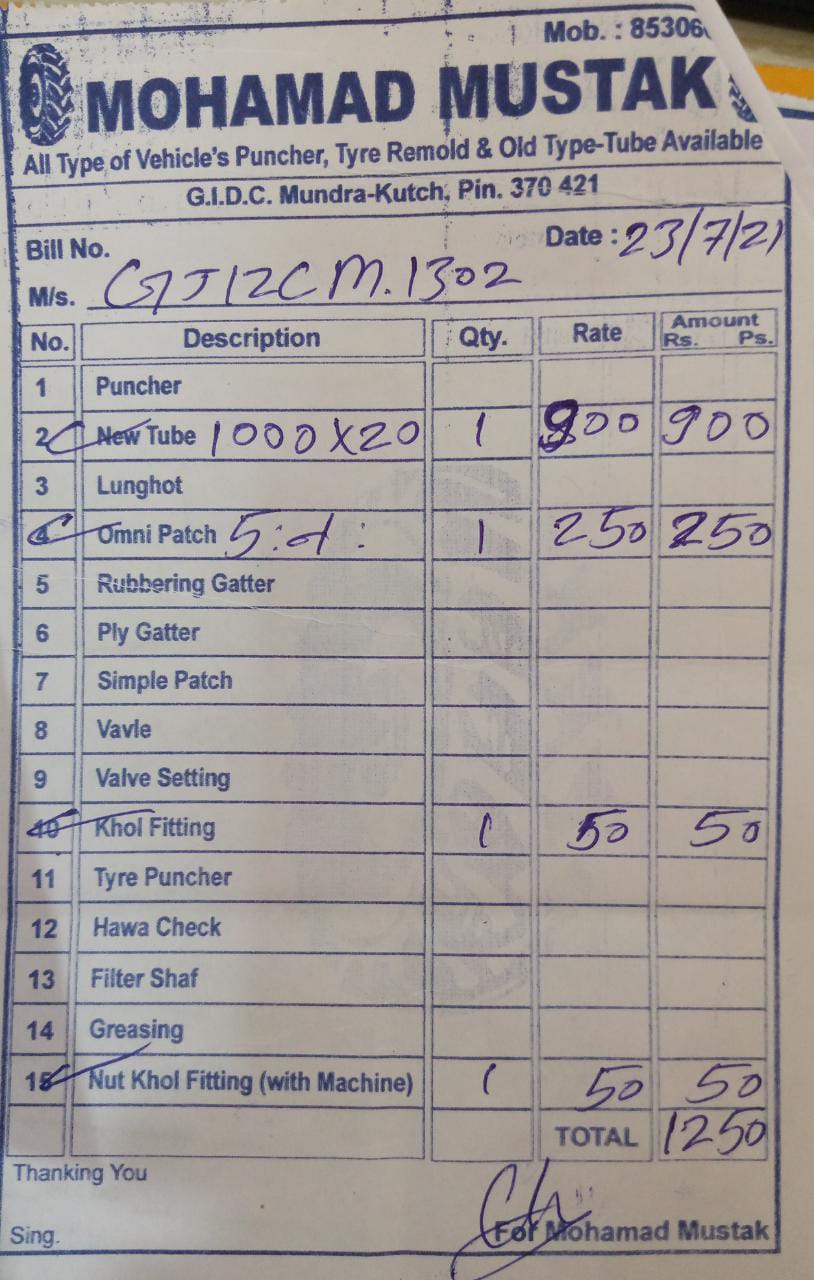 Mob. : 85306
MOHAMAD MUSTAK
All Type of Vehicle's Puncher, Tyre Remold & Old Type-Tube Available
G.I.D.C. Mundra-Kutch, Pin. 370 421
Bill No. Date : 23/7/21
M/s. GJ12CM.1302
No. Description Qty. Rate Amount Rs. Ps.
1 Puncher
2 New Tube 1000X20 1 900 900
3 Lunghot
4 Omni Patch 1 250 250
5 Rubbering Gatter
6 Ply Gatter
7 Simple Patch
8 Vavle
9 Valve Setting
10 Khol Fitting 1 50 50
11 Tyre Puncher
12 Hawa Check
13 Filter Shaf
14 Greasing
15 Nut Khol Fitting (with Machine) 1 50 50
TOTAL 1250
Thanking You
Sing. For Mohamad Mustak